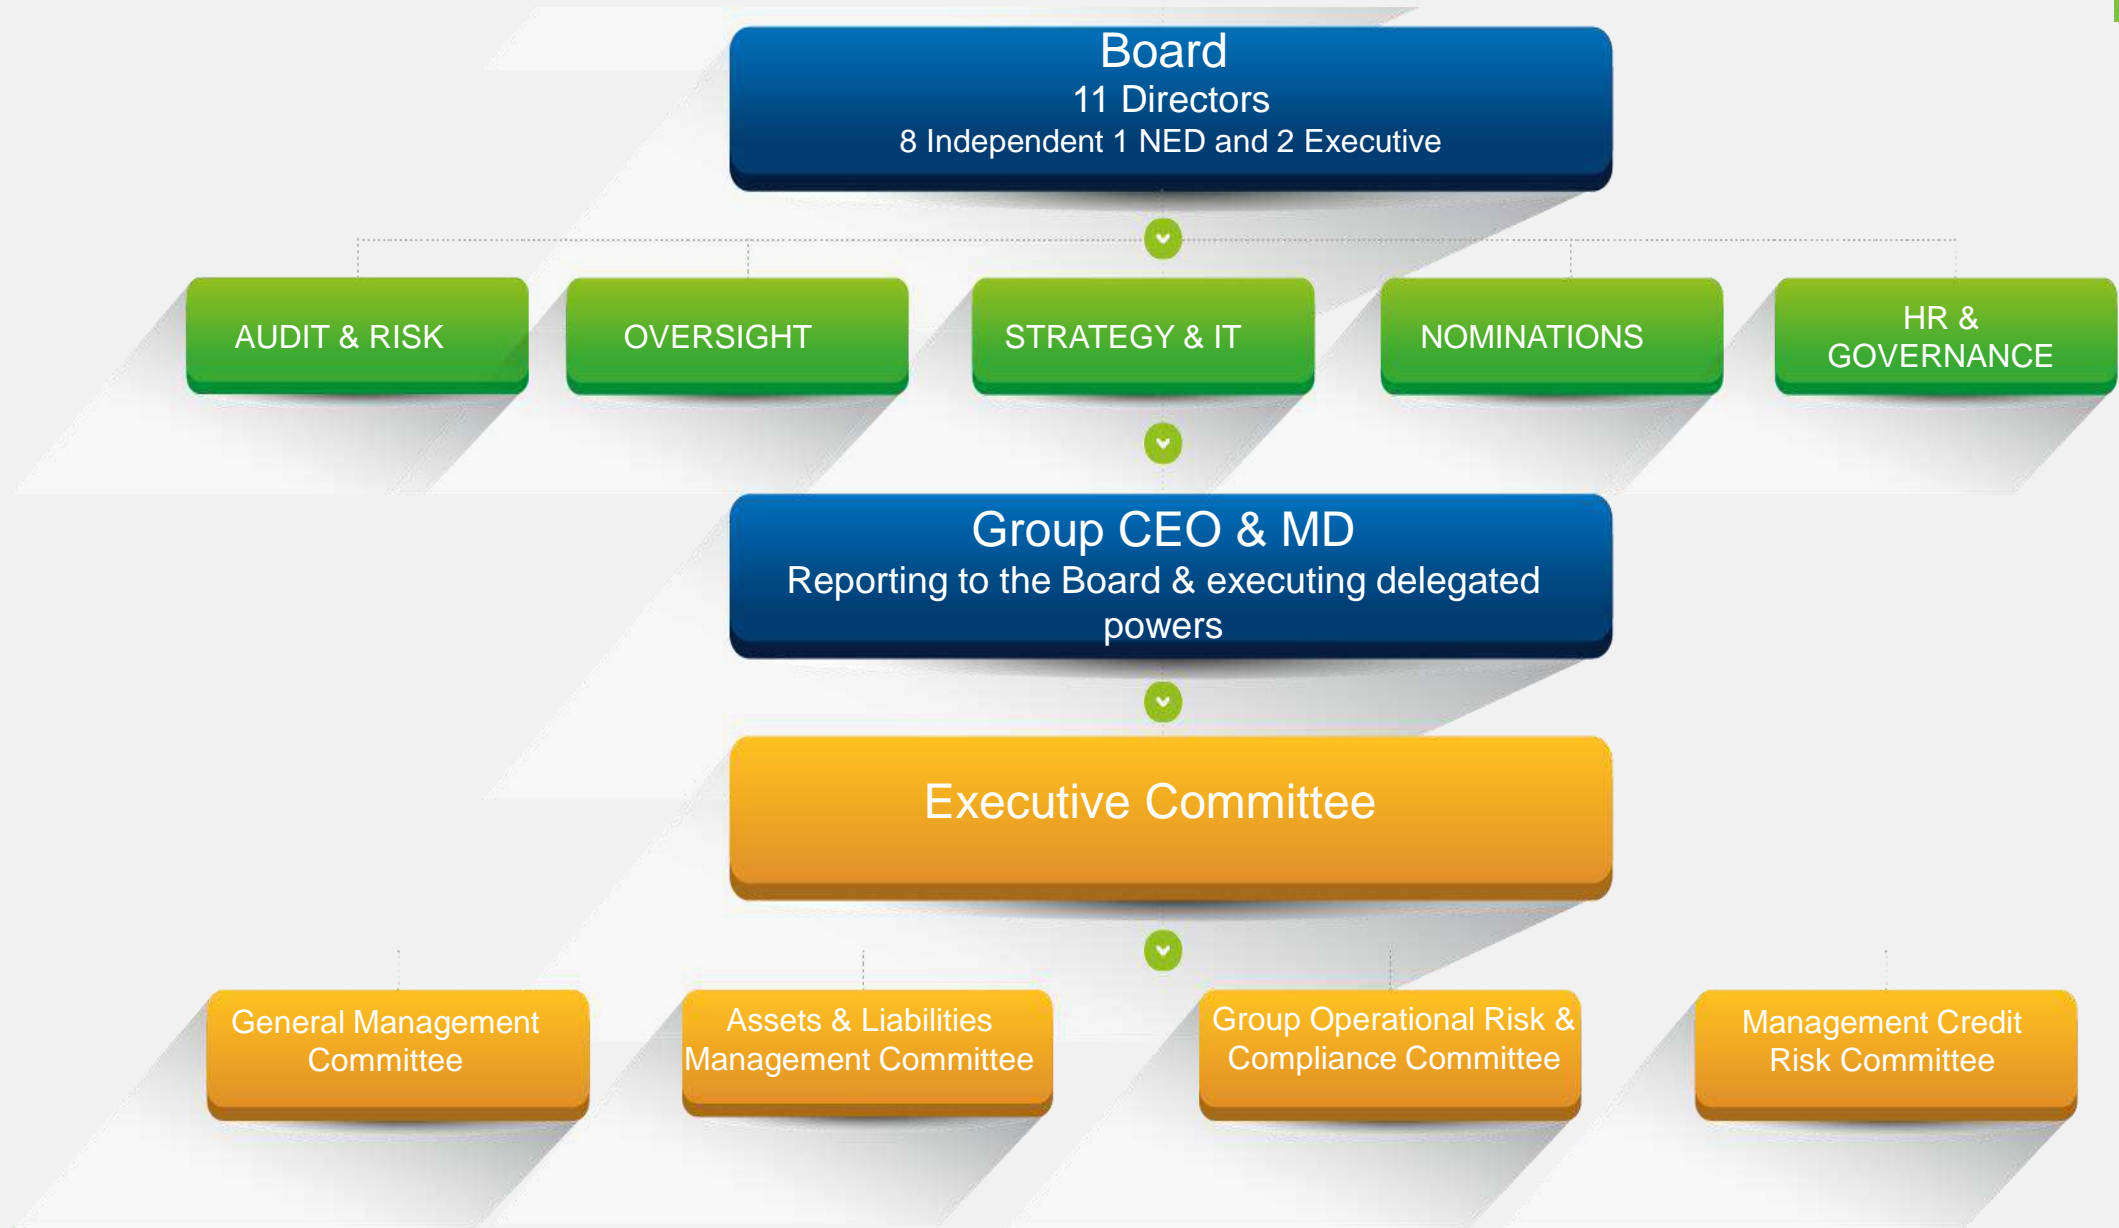 Board
11 Directors
8 Independent 1 NED and 2 Executive
AUDIT & RISK
OVERSIGHT
STRATEGY & IT
NOMINATIONS
HR &
GOVERNANCE
Group CEO & MD
Reporting to the Board & executing delegated
powers
Executive Committee
General Management
Committee
Assets & Liabilities
Management Committee
Group Operational Risk &
Compliance Committee
Management Credit
Risk Committee